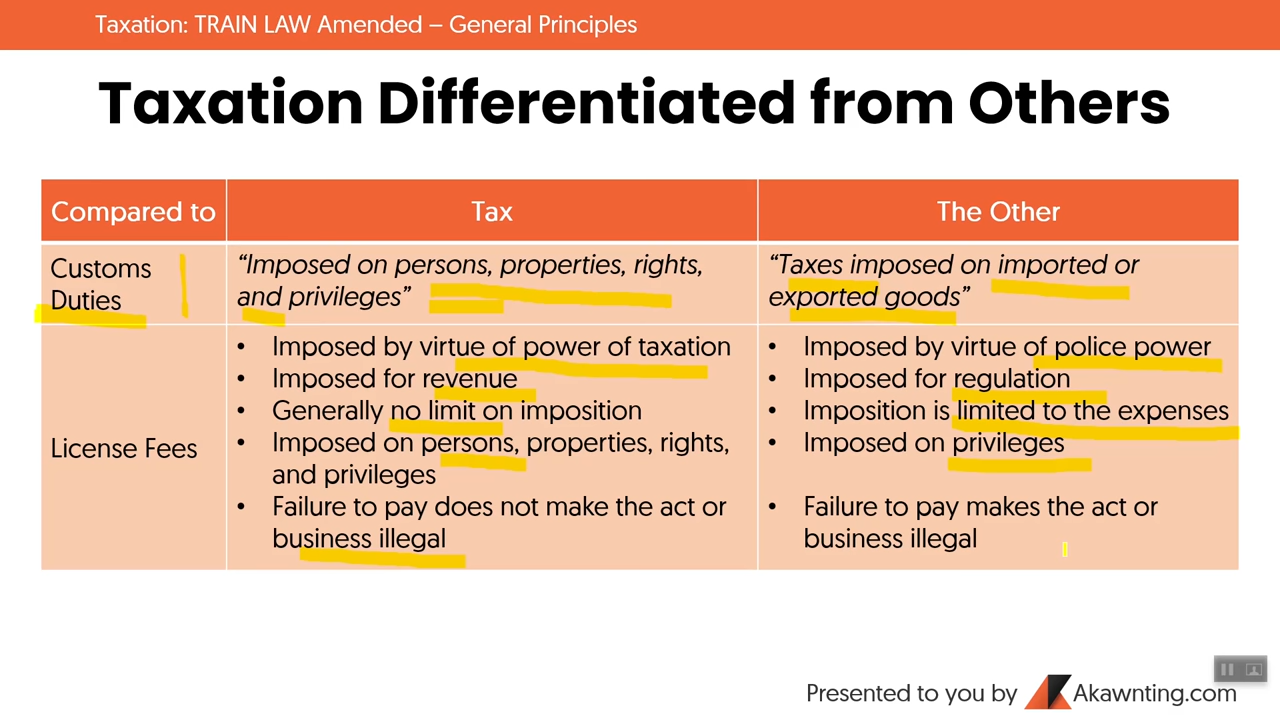 Taxation: TRAIN LAW Amended – General Principles
Taxation Differentiated from Others
Compared to
Tax
The Other
Customs
Duties
“Imposed on persons, properties, rights,
and privileges”
“Taxes imposed on imported or
exported goods”
License Fees
• Imposed by virtue of power of taxation
• Imposed for revenue
• Generally no limit on imposition
• Imposed on persons, properties, rights,
and privileges
• Failure to pay does not make the act or
business illegal
• Imposed by virtue of police power
• Imposed for regulation
• Imposition is limited to the expenses
• Imposed on privileges
• Failure to pay makes the act or
business illegal
Presented to you by Akawnting.com